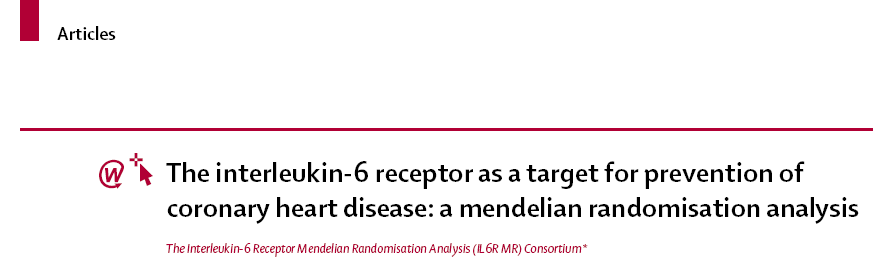 Articles
The interleukin-6 receptor as a target for prevention of
coronary heart disease: a mendelian randomisation analysis
The Interleukin-6 Receptor Mendelian Randomisation Analysis (IL6R MR) Consortium*